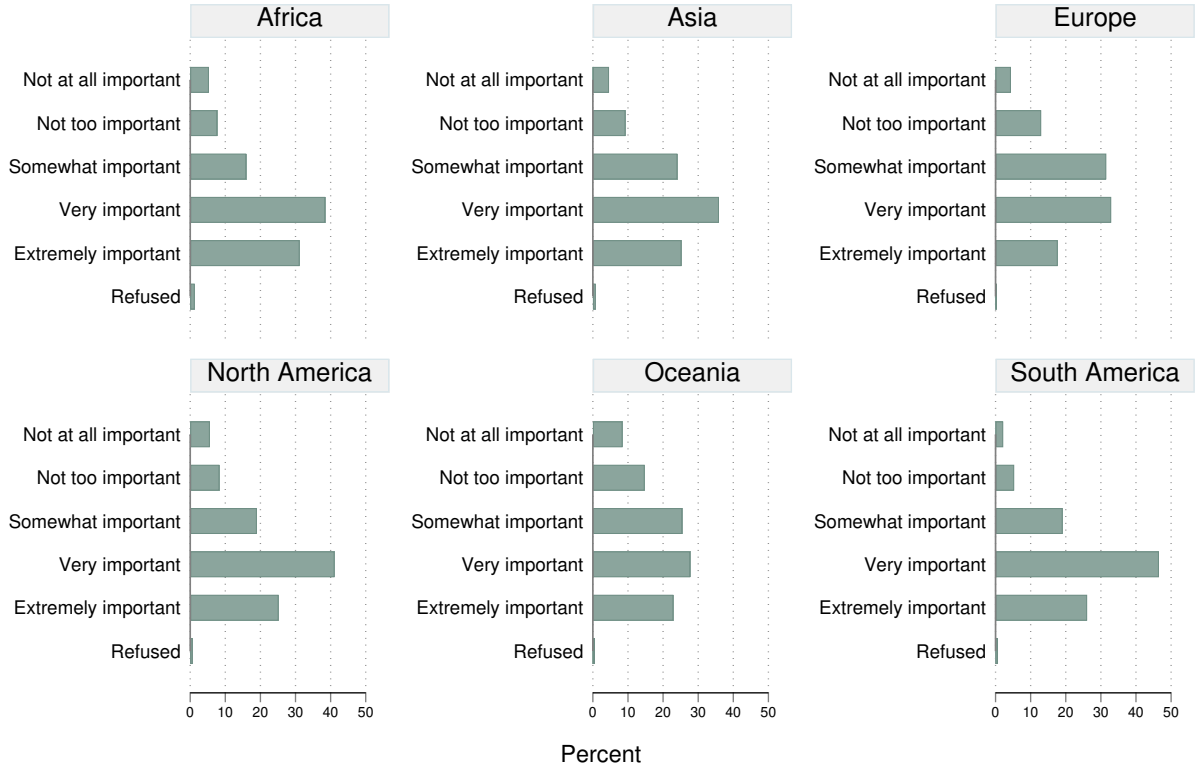 Africa
Asia
Europe
Not at all important
Not too important
Somewhat important
Very important
Extremely important
Refused
Not at all important
Not too important
Somewhat important
Very important
Extremely important
Refused
Not at all important
Not too important
Somewhat important
Very important
Extremely important
Refused
North America
Oceania
South America
Not at all important
Not too important
Somewhat important
Very important
Extremely important
Refused
0 10 20 30 40 50
Not at all important
Not too important
Somewhat important
Very important
Extremely important
Refused
0 10 20 30 40 50
Not at all important
Not too important
Somewhat important
Very important
Extremely important
Refused
0 10 20 30 40 50
Percent